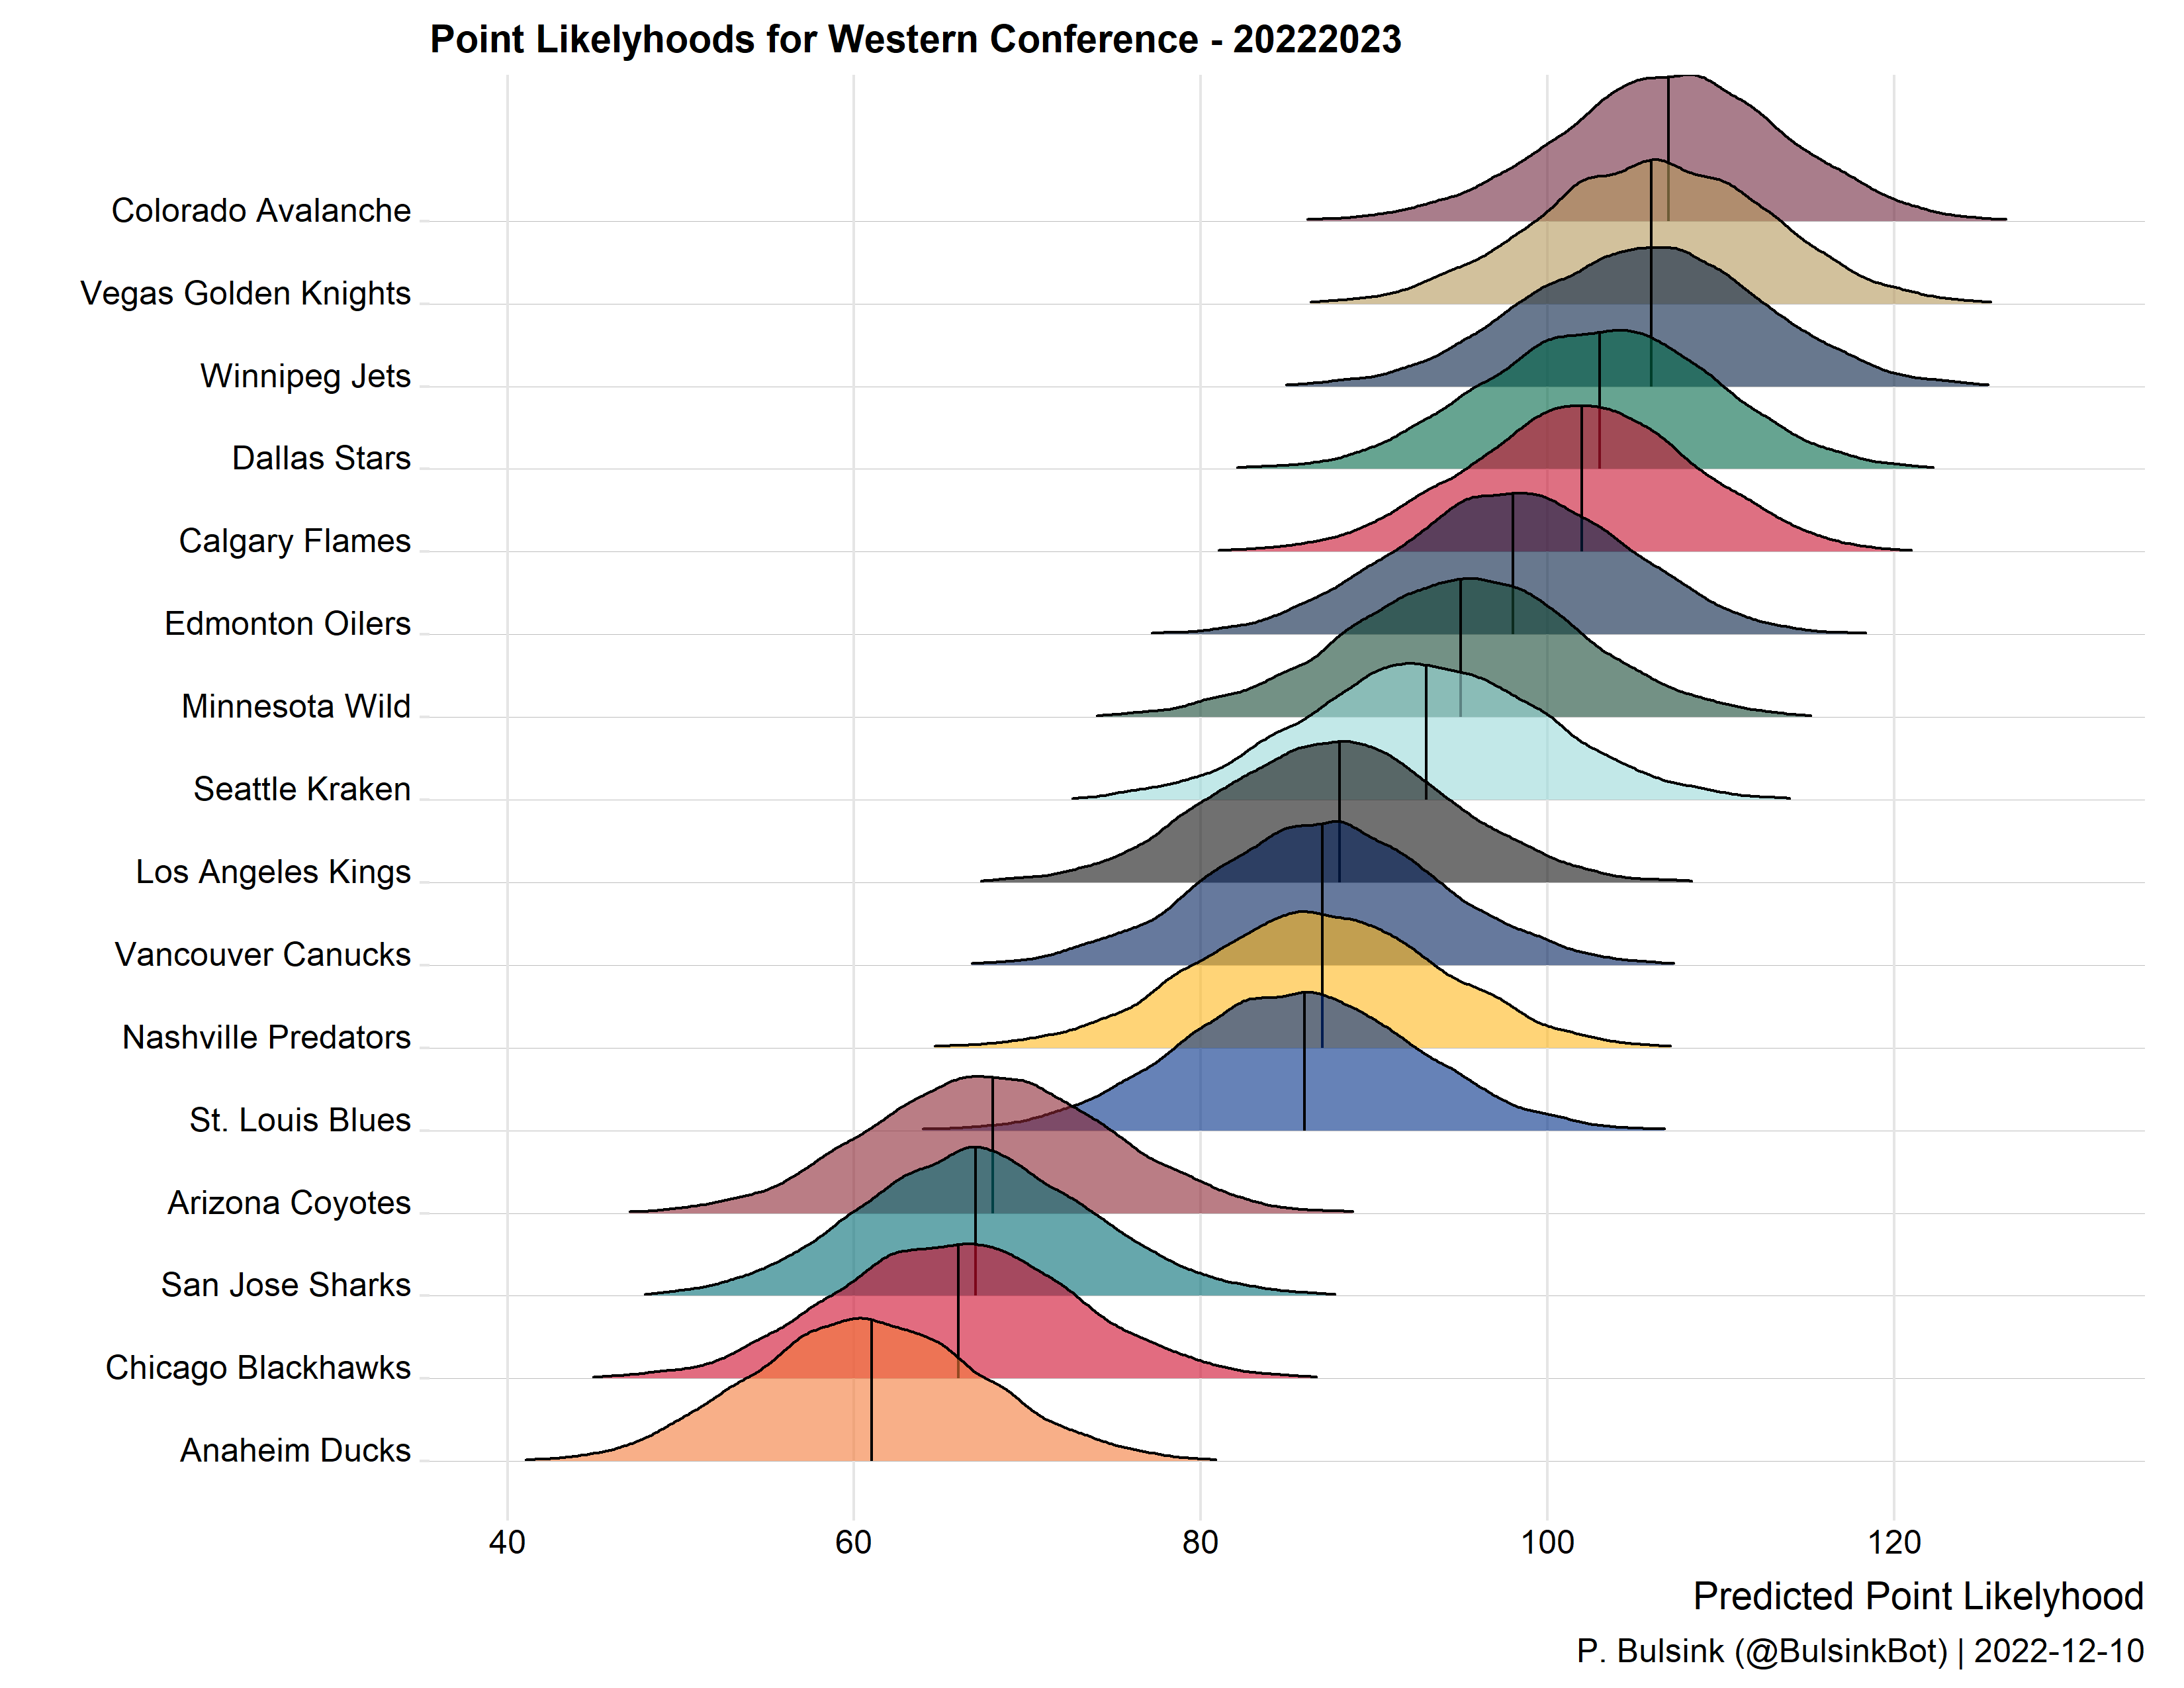 Point Likelyhoods for Western Conference - 20222023
Colorado Avalanche
Vegas Golden Knights
Winnipeg Jets
Dallas Stars
Calgary Flames
Edmonton Oilers
Minnesota Wild
Seattle Kraken
Los Angeles Kings
Vancouver Canucks
Nashville Predators
St. Louis Blues
Arizona Coyotes
San Jose Sharks
Chicago Blackhawks
Anaheim Ducks
40 60 80 100 120
Predicted Point Likelyhood
P. Bulsink (@BulsinkBot) | 2022-12-10